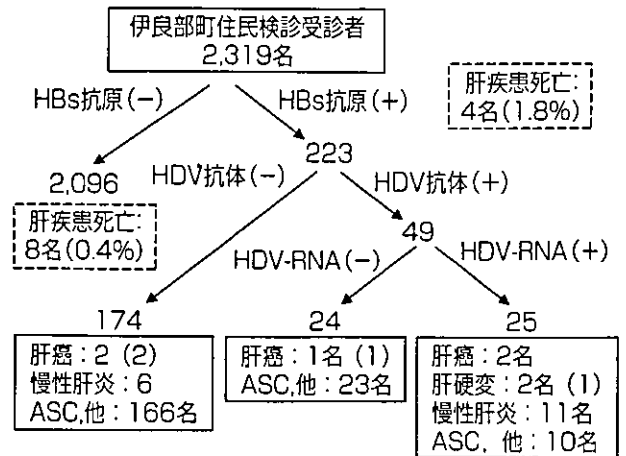 伊良部町住民検診受診者
2,319名
HBs抗原(−)
HBs抗原(+)
肝疾患死亡:
4名(1.8%)
2,096
223
肝疾患死亡:
8名(0.4%)
HDV抗体(−)
HDV抗体(+)
49
HDV-RNA(−)
HDV-RNA(+)
174
肝癌:2 (2)
慢性肝炎:6
ASC,他:166名
24
肝癌:1名(1)
ASC,他:23名
25
肝癌:2名
肝硬変:2名(1)
慢性肝炎:11名
ASC, 他:10名